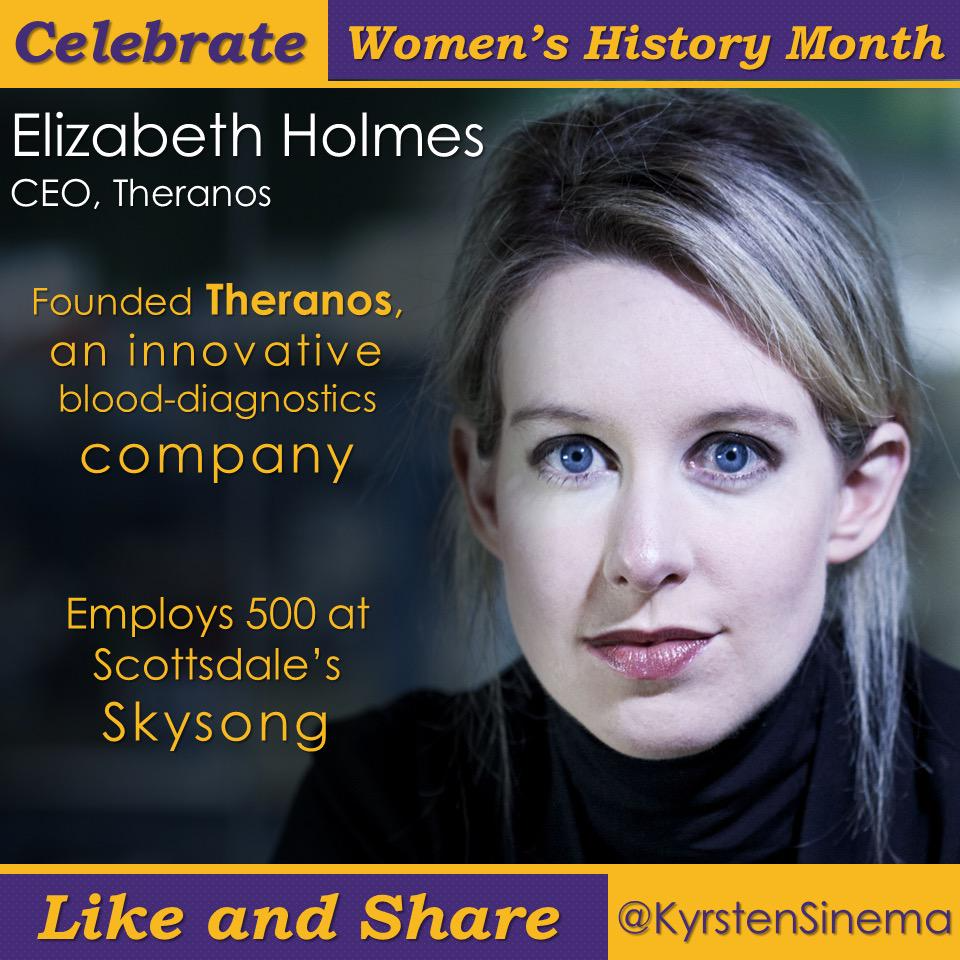 Celebrate Women’s History Month
Elizabeth Holmes
CEO, Theranos
Founded Theranos,
an innovative
blood-diagnostics
company
Employs 500 at
Scottsdale’s
Skysong
Like and Share @KyrstenSinema